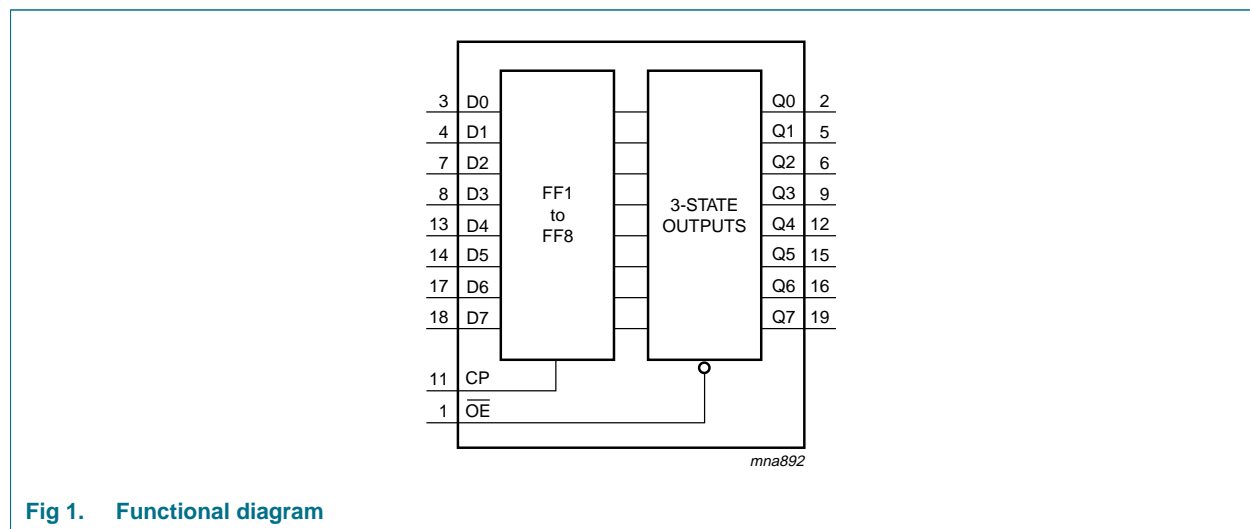 3 D0 Q0 2
4 D1 Q1 5
7 D2 Q2 6
8 D3 Q3 9
13 D4 Q4 12
14 D5 Q5 15
17 D6 Q6 16
18 D7 Q7 19
FF1
to
FF8
3-STATE
OUTPUTS
11 CP
1 O̅E̅
mna892
Fig 1. Functional diagram